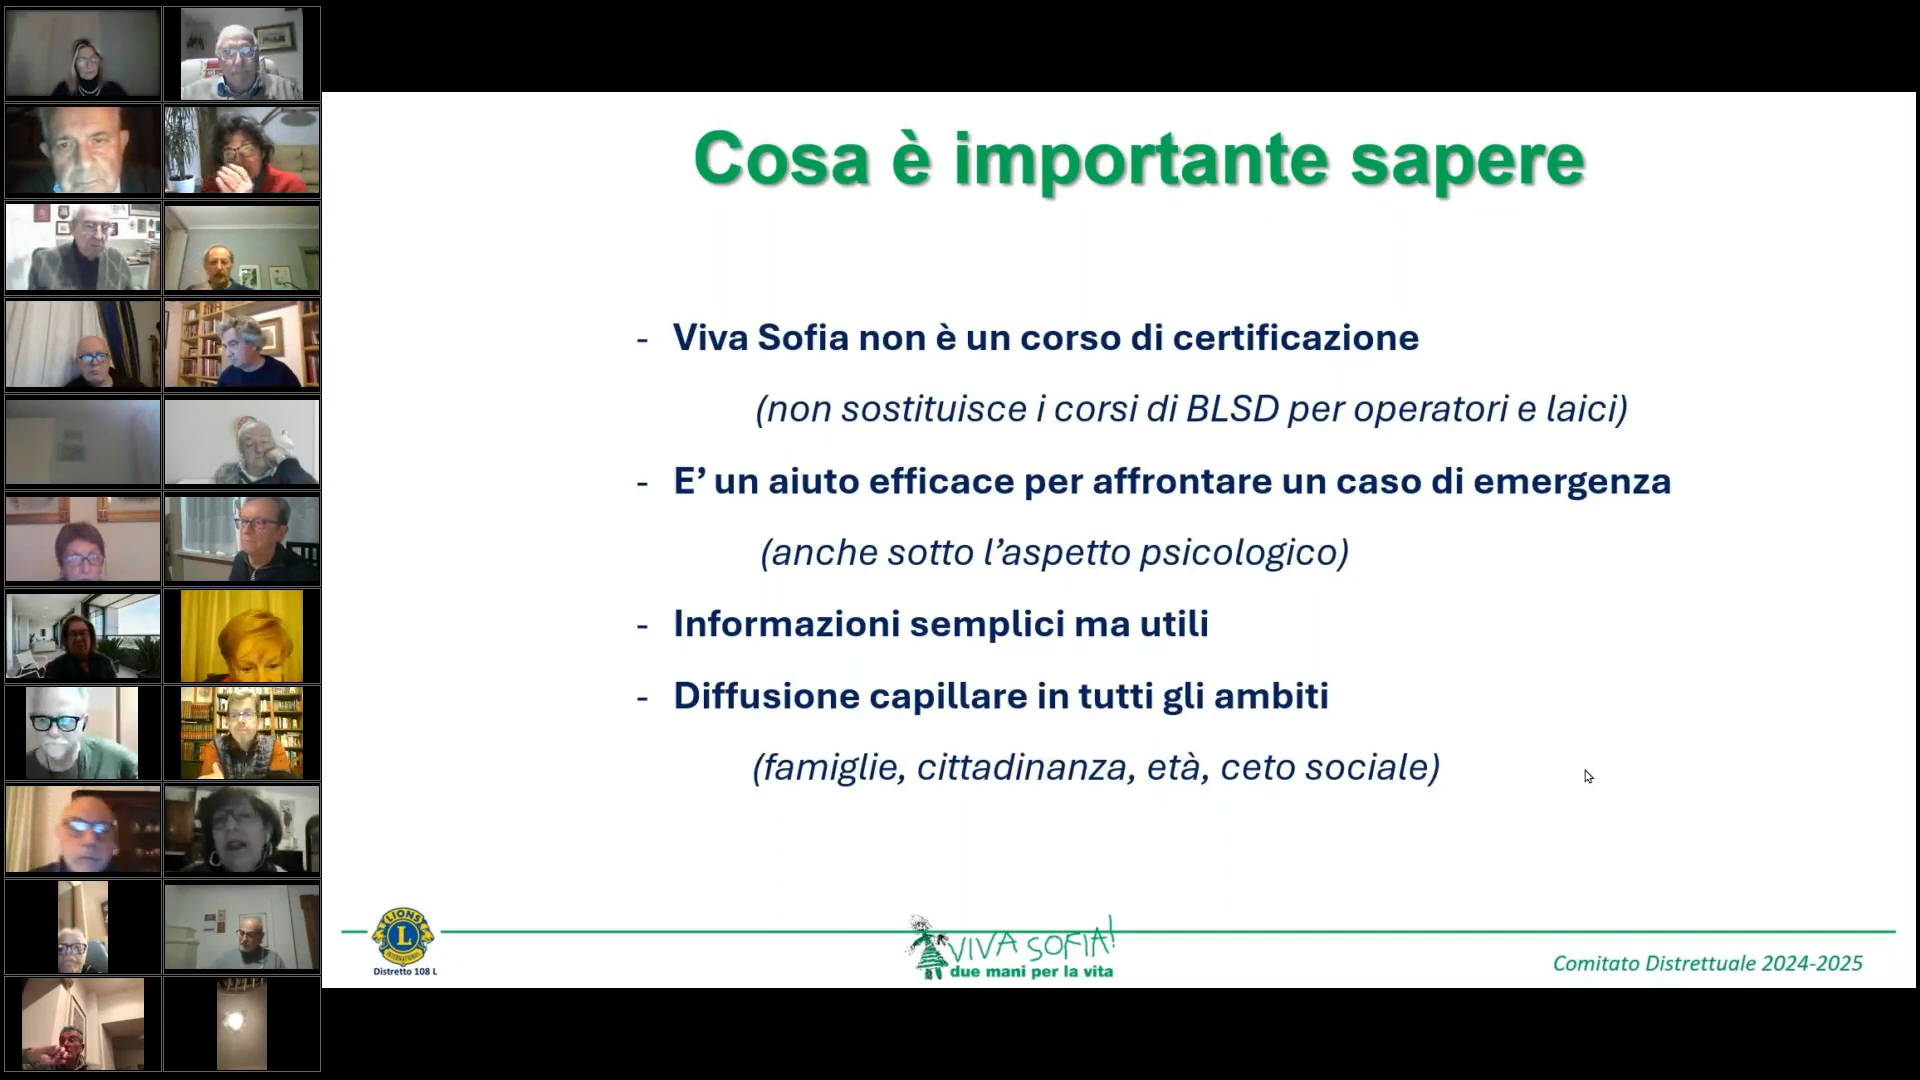 Cosa è importante sapere
- Viva Sofia non è un corso di certificazione
(non sostituisce i corsi di BLSD per operatori e laici)
- E’ un aiuto efficace per affrontare un caso di emergenza
(anche sotto l’aspetto psicologico)
- Informazioni semplici ma utili
- Diffusione capillare in tutti gli ambiti
(famiglie, cittadinanza, età, ceto sociale)
LIONS
L
INTERNATIONAL
Distretto 108 L
VIVA SOFIA!
due mani per la vita
Comitato Distrettuale 2024-2025